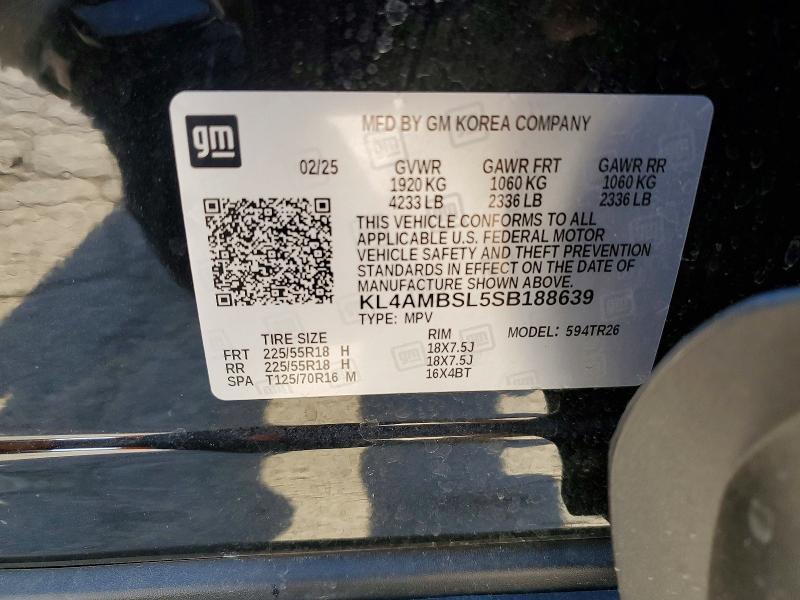 gm
MFD BY GM KOREA COMPANY
02/25 GVWR GAWR FRT GAWR RR
1920 KG 1060 KG 1060 KG
4233 LB 2336 LB 2336 LB
THIS VEHICLE CONFORMS TO ALL
APPLICABLE U.S. FEDERAL MOTOR
VEHICLE SAFETY AND THEFT PREVENTION
STANDARDS IN EFFECT ON THE DATE OF
MANUFACTURE SHOWN ABOVE.
KL4AMBSL5SB188639
TYPE: MPV
TIRE SIZE RIM MODEL: 594TR26
FRT 225/55R18 H 18X7.5J
RR 225/55R18 H 18X7.5J
SPA T125/70R16 M 16X4BT